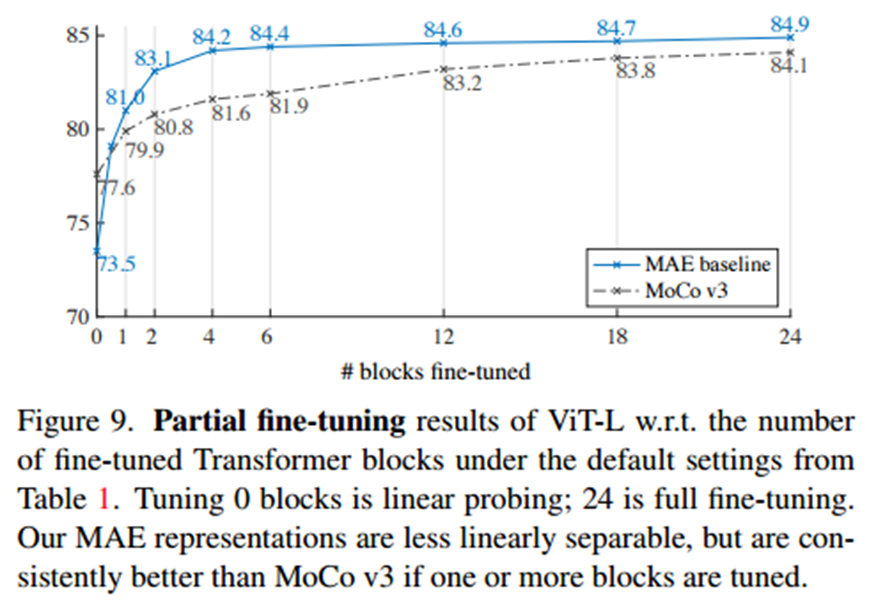 85
84.2 84.4 84.6 84.7 84.9
83.1
81.0
83.2 83.8 84.1
80
80.8 81.6 81.9
79.9
77.6
75
73.5
MAE baseline
MoCo v3
70
0 1 2 4 6 12 18 24
# blocks fine-tuned
Figure 9. Partial fine-tuning results of ViT-L w.r.t. the number
of fine-tuned Transformer blocks under the default settings from
Table 1. Tuning 0 blocks is linear probing; 24 is full fine-tuning.
Our MAE representations are less linearly separable, but are con-
sistently better than MoCo v3 if one or more blocks are tuned.